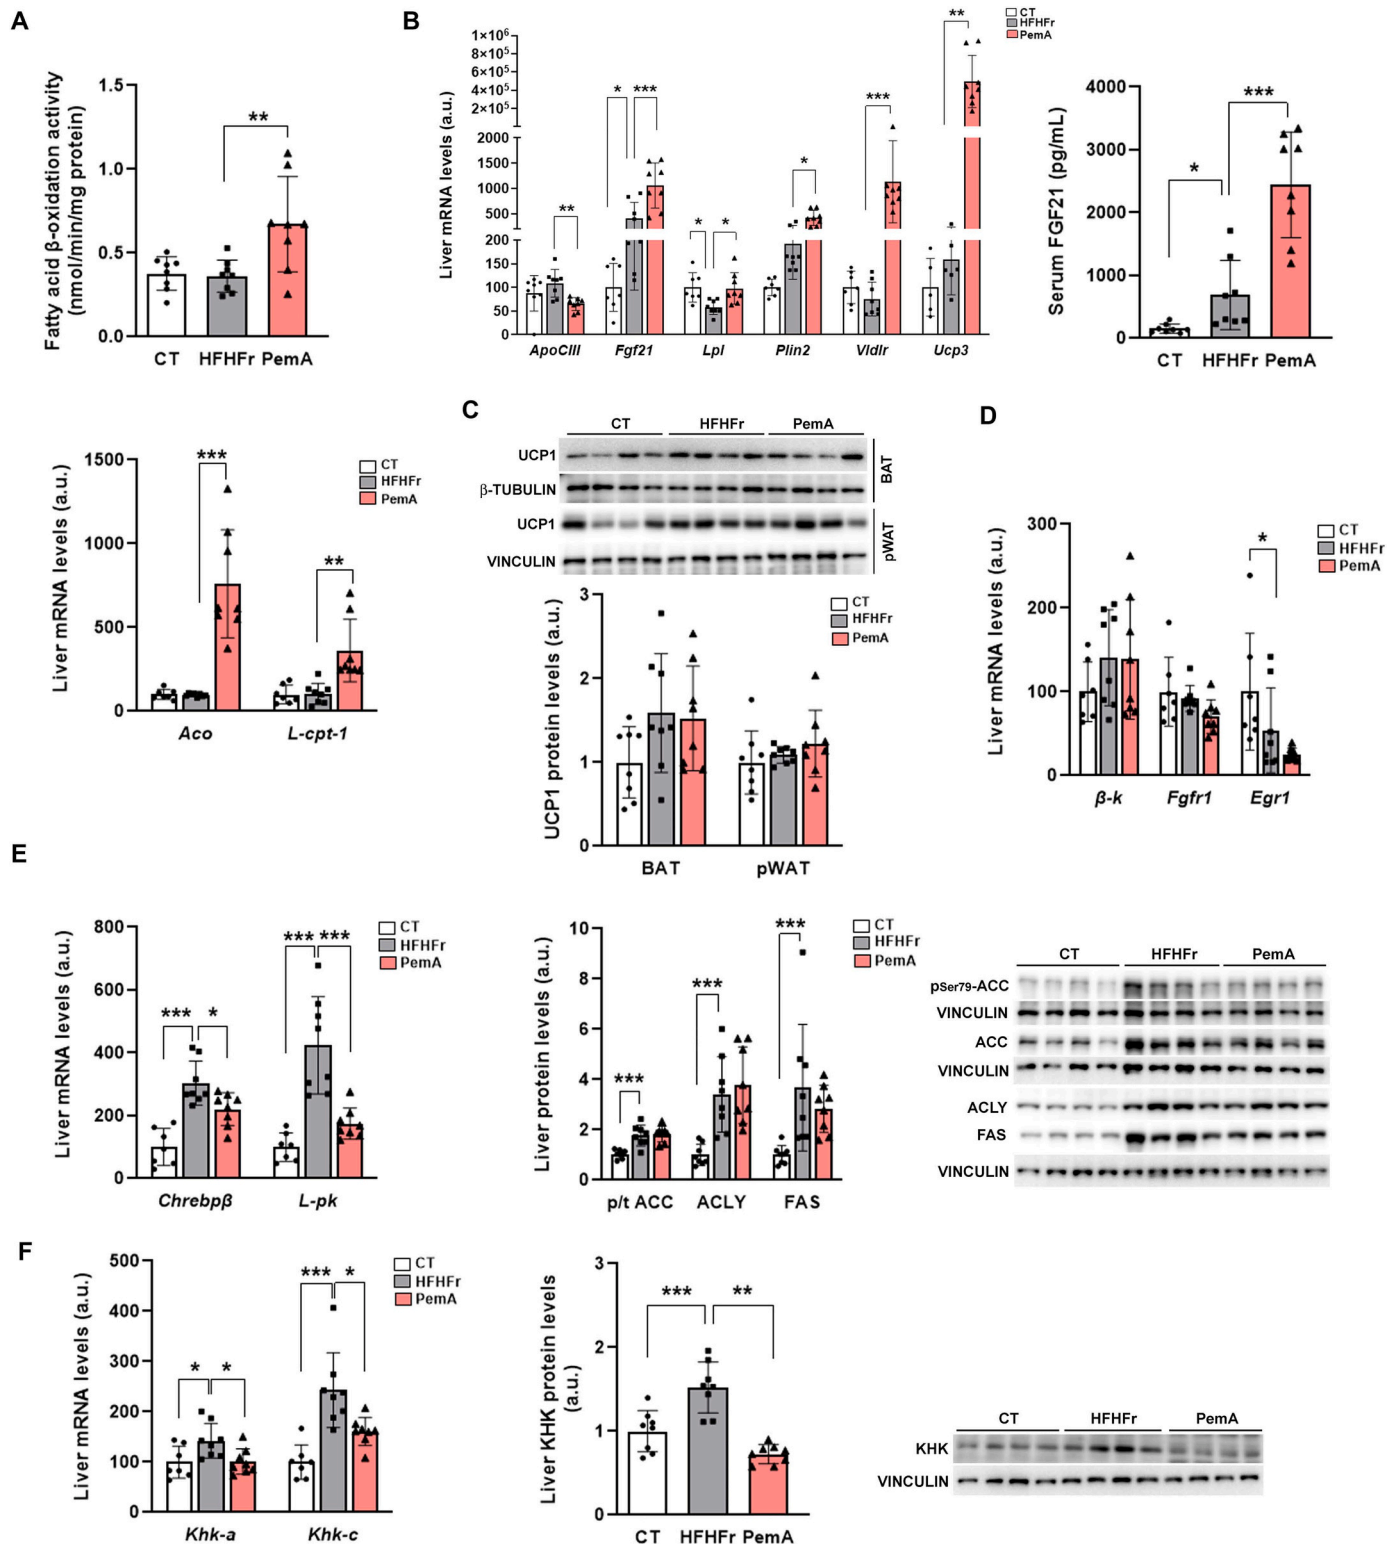 A
Fatty acid β-oxidation activity
(nmol/min/mg protein)
1.5
1.0
0.5
0.0
**
CT HFHFr PemA
B
Liver mRNA levels (a.u.)
1×10⁶
8×10⁵
6×10⁵
4×10⁵
2×10⁵
2000
1500
1000
500
200
150
100
50
0
** * *** * * * *** **
ApoCIII Fgf21 Lpl Plin2 Vldlr Ucp3
CT
HFHFr
PemA
Serum FGF21 (pg/mL)
4000
3000
2000
1000
0
* ***
CT HFHFr PemA
Liver mRNA levels (a.u.)
1500
1000
500
0
*** **
Aco L-cpt-1
CT
HFHFr
PemA
C
CT HFHFr PemA
UCP1
β-TUBULIN
BAT
UCP1
VINCULIN
pWAT
UCP1 protein levels (a.u.)
3
2
1
0
BAT pWAT
CT
HFHFr
PemA
D
Liver mRNA levels (a.u.)
300
200
100
0
*
β-k Fgfr1 Egr1
CT
HFHFr
PemA
E
Liver mRNA levels (a.u.)
800
600
400
200
0
*** * *** ***
Chrebpβ L-pk
CT
HFHFr
PemA
Liver protein levels (a.u.)
10
8
6
4
2
0
*** *** ***
p/t ACC ACLY FAS
CT
HFHFr
PemA
CT HFHFr PemA
pSer79-ACC
VINCULIN
ACC
VINCULIN
ACLY
FAS
VINCULIN
F
Liver mRNA levels (a.u.)
500
400
300
200
100
0
* * *** *
Khk-a Khk-c
CT
HFHFr
PemA
Liver KHK protein levels
(a.u.)
3
2
1
0
*** **
CT HFHFr PemA
CT HFHFr PemA
KHK
VINCULIN